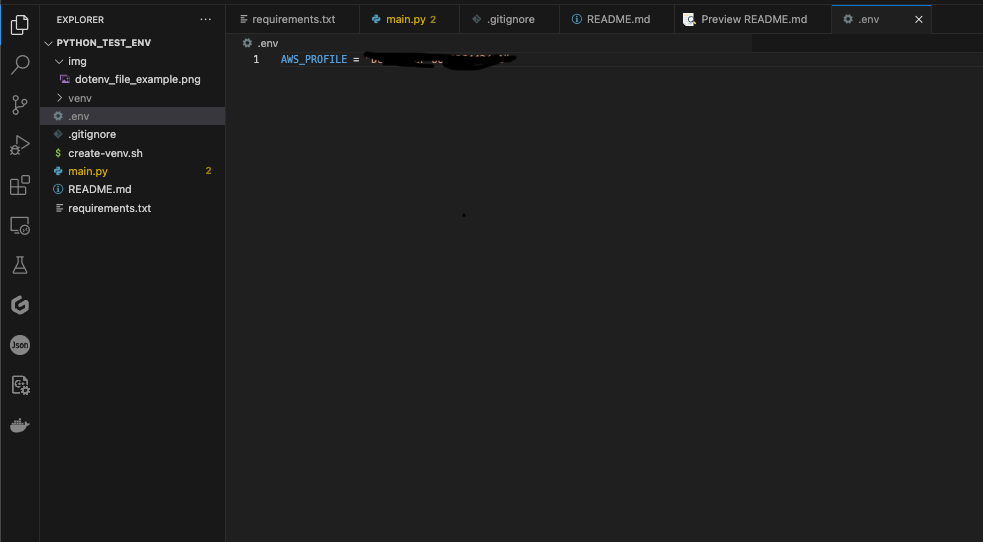 EXPLORER
requirements.txt
main.py 2
.gitignore
README.md
Preview README.md
.env
PYTHON_TEST_ENV
.env
img
1 AWS_PROFILE =
dotenv_file_example.png
venv
.env
.gitignore
$ create-venv.sh
main.py 2
README.md
requirements.txt
Json